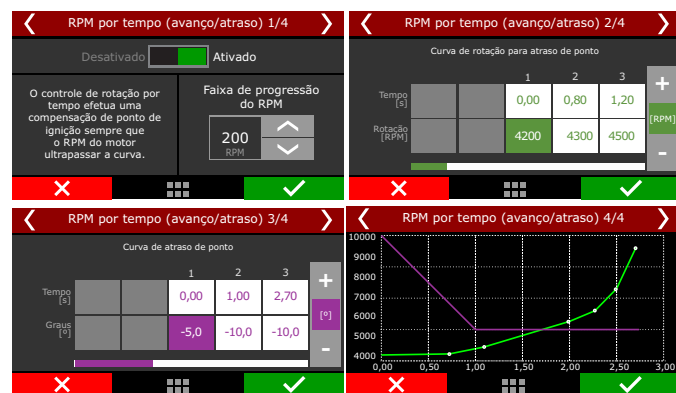 RPM por tempo (avanço/atraso) 1/4
Desativado Ativado
O controle de rotação por
tempo efetua uma
compensação de ponto de
ignição sempre que
o RPM do motor
ultrapassar a curva.
Faixa de progressão
do RPM
200
RPM
RPM por tempo (avanço/atraso) 2/4
Curva de rotação para atraso de ponto
1 2 3
Tempo
[s]
0,00 0,80 1,20
Rotação
[RPM]
4200 4300 4500
+
[RPM]
-
RPM por tempo (avanço/atraso) 3/4
Curva de atraso de ponto
1 2 3
Tempo
[s]
0,00 1,00 2,70
Graus
[º]
-5,0 -10,0 -10,0
+
[º]
-
RPM por tempo (avanço/atraso) 4/4
10000
9000
8000
7000
6000
5000
4000
0,00 0,50 1,00 1,50 2,00 2,50 3,00